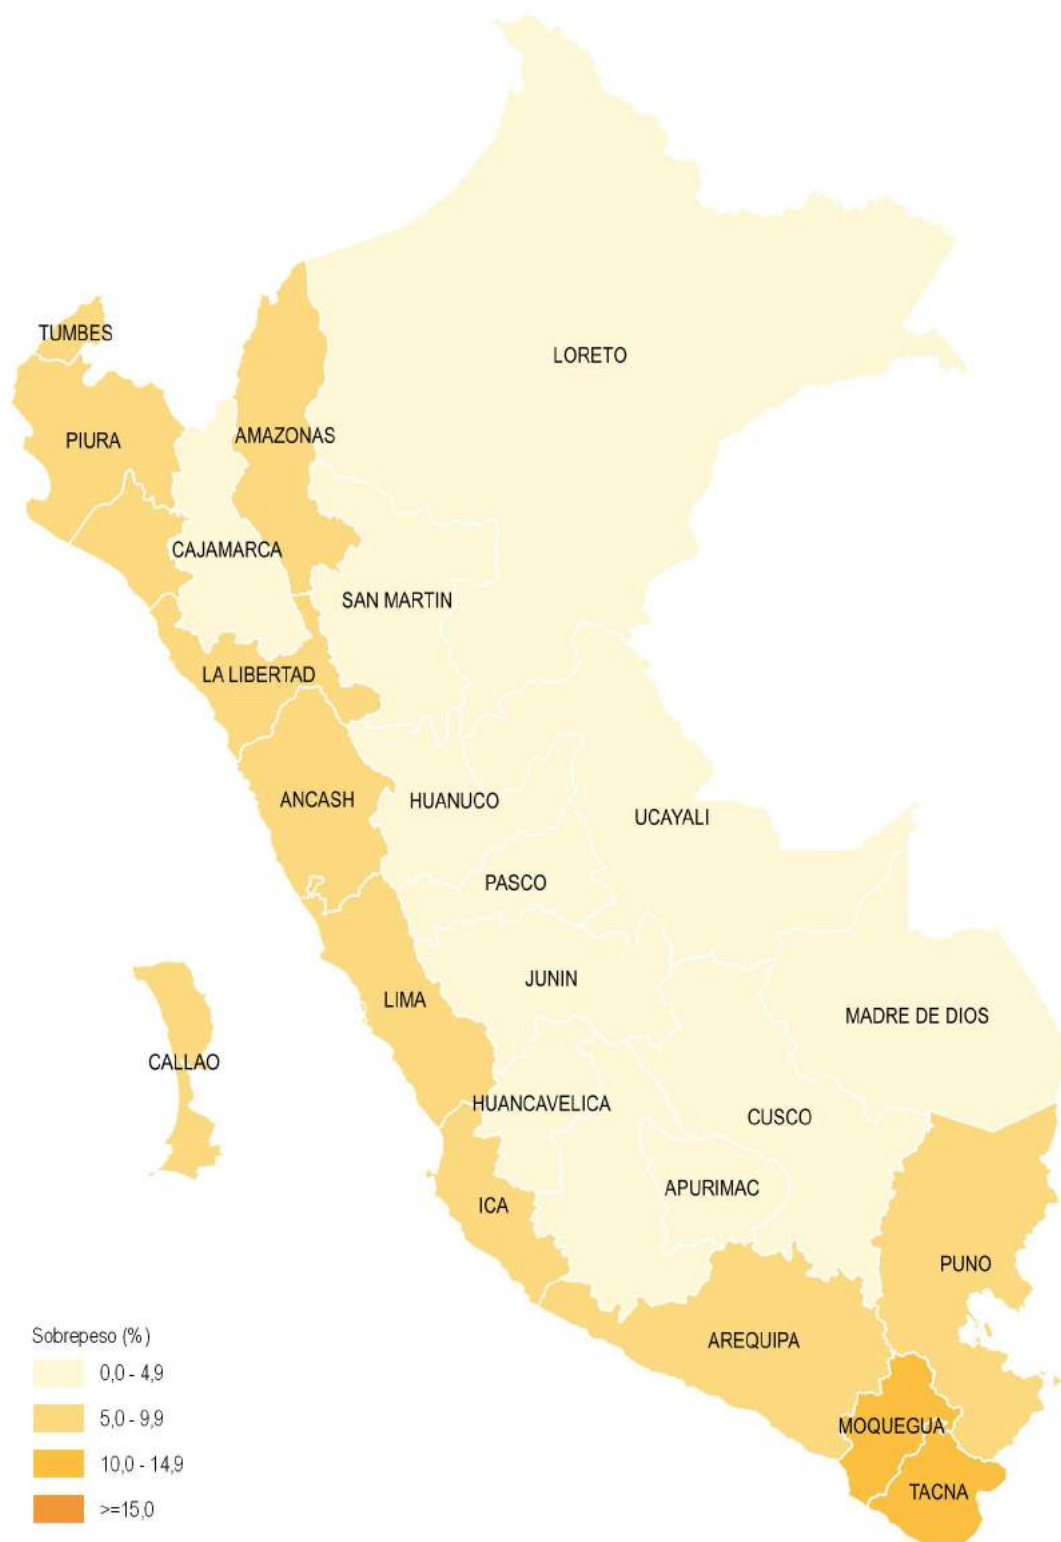 LORETO
TUMBES
PIURA
AMAZONAS
CAJAMARCA
SAN MARTIN
LA LIBERTAD
ANCASH
HUANUCO
UCAYALI
PASCO
JUNIN
LIMA
MADRE DE DIOS
CALLAO
HUANCAVELICA
CUSCO
APURIMAC
ICA
PUNO
AREQUIPA
MOQUEGUA
TACNA
Sobrepeso (%)
0,0 - 4,9
5,0 - 9,9
10,0 - 14,9
>=15,0